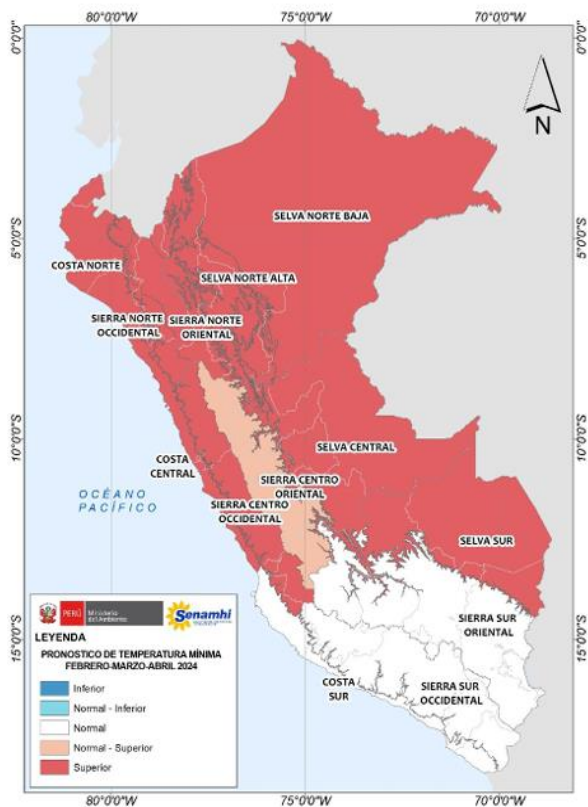 80°0'0"W
75°0'0"W
70°0'0"W
0°0'0"
0°0'0"
N
SELVA NORTE BAJA
5°0'0"S
5°0'0"S
COSTA NORTE
SELVA NORTE ALTA
SIERRA NORTE
OCCIDENTAL
SIERRA NORTE
ORIENTAL
10°0'0"S
10°0'0"S
SELVA CENTRAL
COSTA
CENTRAL
SIERRA CENTRO
ORIENTAL
OCÉANO
PACÍFICO
SIERRA CENTRO
OCCIDENTAL
SELVA SUR
PERÚ
Ministerio
del Ambiente
Senamhi
LEYENDA
PRONOSTICO DE TEMPERATURA MÍNIMA
FEBRERO-MARZO-ABRIL 2024
Inferior
Normal - Inferior
Normal
Normal - Superior
Superior
15°0'0"S
15°0'0"S
SIERRA SUR
ORIENTAL
COSTA
SUR
SIERRA SUR
OCCIDENTAL
80°0'0"W
75°0'0"W
70°0'0"W